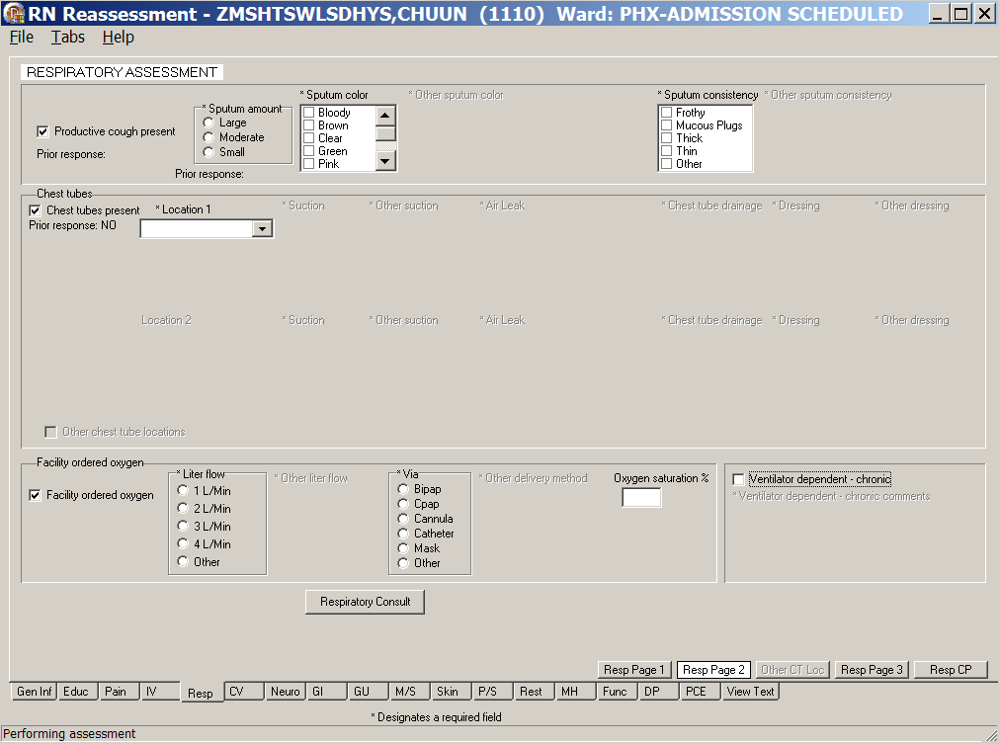 RN Reassessment - ZMSHTSWLSDHYS,CHUUN (1110) Ward: PHX-ADMISSION SCHEDULED
File Tabs Help
RESPIRATORY ASSESSMENT
* Sputum color * Other sputum color * Sputum consistency * Other sputum consistency
* Sputum amount
Bloody Frothy
Large Brown Mucous Plugs
Productive cough present Moderate Clear Thick
Prior response: Small Green Thin
Pink Other
Prior response:
Chest tubes
Chest tubes present * Location 1 * Suction * Other suction * Air Leak * Chest tube drainage * Dressing * Other dressing
Prior response: NO
Location 2 * Suction * Other suction * Air Leak * Chest tube drainage * Dressing * Other dressing
Other chest tube locations
Facility ordered oxygen
* Liter flow * Other liter flow * Via * Other delivery method Oxygen saturation % Ventilator dependent - chronic
Facility ordered oxygen 1 L/Min Bipap * Ventilator dependent - chronic comments
2 L/Min Cpap
3 L/Min Cannula
4 L/Min Catheter
Other Mask
Other
Respiratory Consult
Resp Page 1 Resp Page 2 Other CT Loc Resp Page 3 Resp CP
Gen Inf Educ Pain IV Resp CV Neuro GI GU M/S Skin P/S Rest MH Func DP PCE View Text
* Designates a required field
Performing assessment